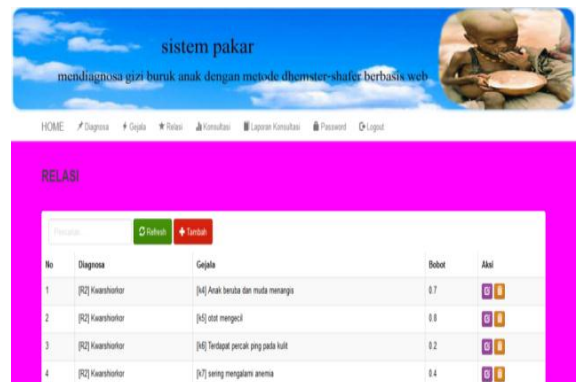 sistem pakar
mendiagnosa gizi buruk anak dengan metode dhemster-shafer berbasis web
HOME Diagnosa Gejala Relasi Konsultasi Laporan Konsultasi Password Logout
RELASI
Pencarian... Refresh Tambah
No Diagnosa Gejala Bobot Aksi
1 [R2] Kwarshiorkor [k4] Anak beruba dan muda menangis 0.7
2 [R2] Kwarshiorkor [k5] otot mengecil 0.8
3 [R2] Kwarshiorkor [k6] Terdapat percak ping pada kulit 0.2
4 [R2] Kwarshiorkor [k7] sering mengalami anemia 0.4